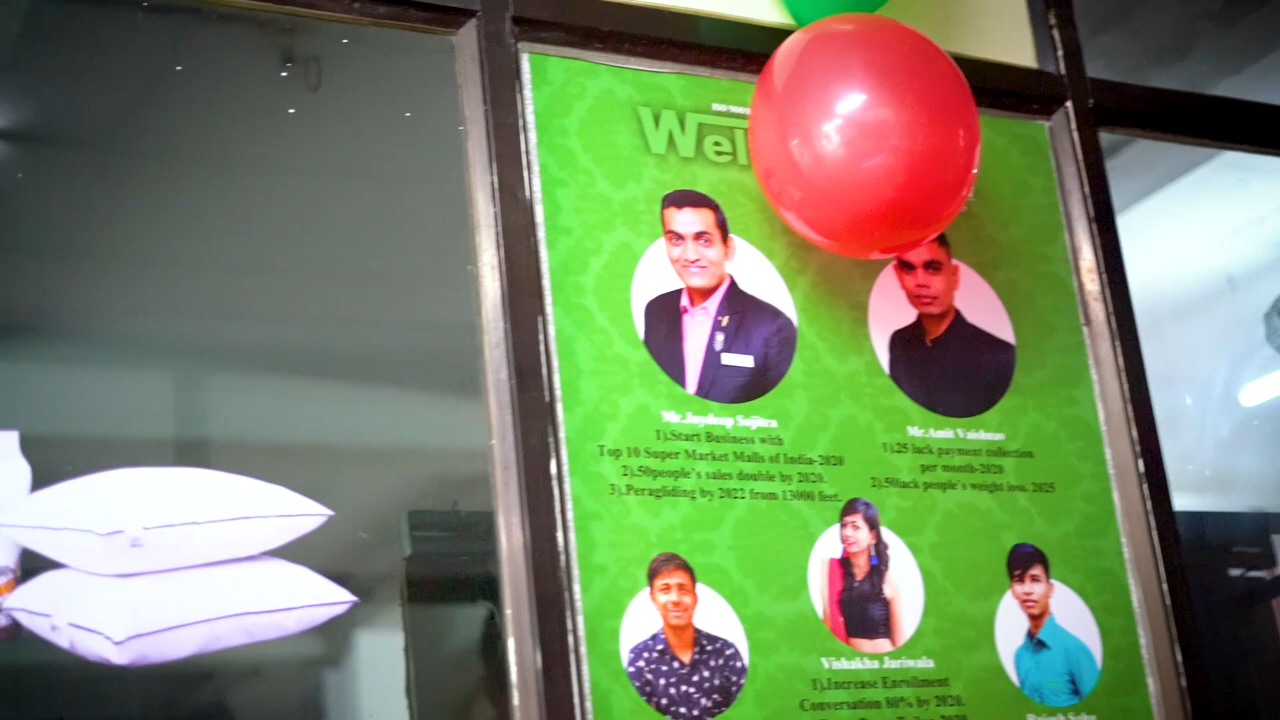 ISO 9001
Wel
Mr.Jaydeep Sojitra
1).Start Business with
Top 10 Super Market Malls of India-2020
2).50people's sales double by 2020.
3).Peragliding by 2022 from 13000 feet.
Mr.Amit Vaishnav
1).25 lack payment collection
per month-2020
2).50lack people's weight loss. 2025
Vishakha Jariwala
1).Increase Enrollment
Conversation 80% by 2020.